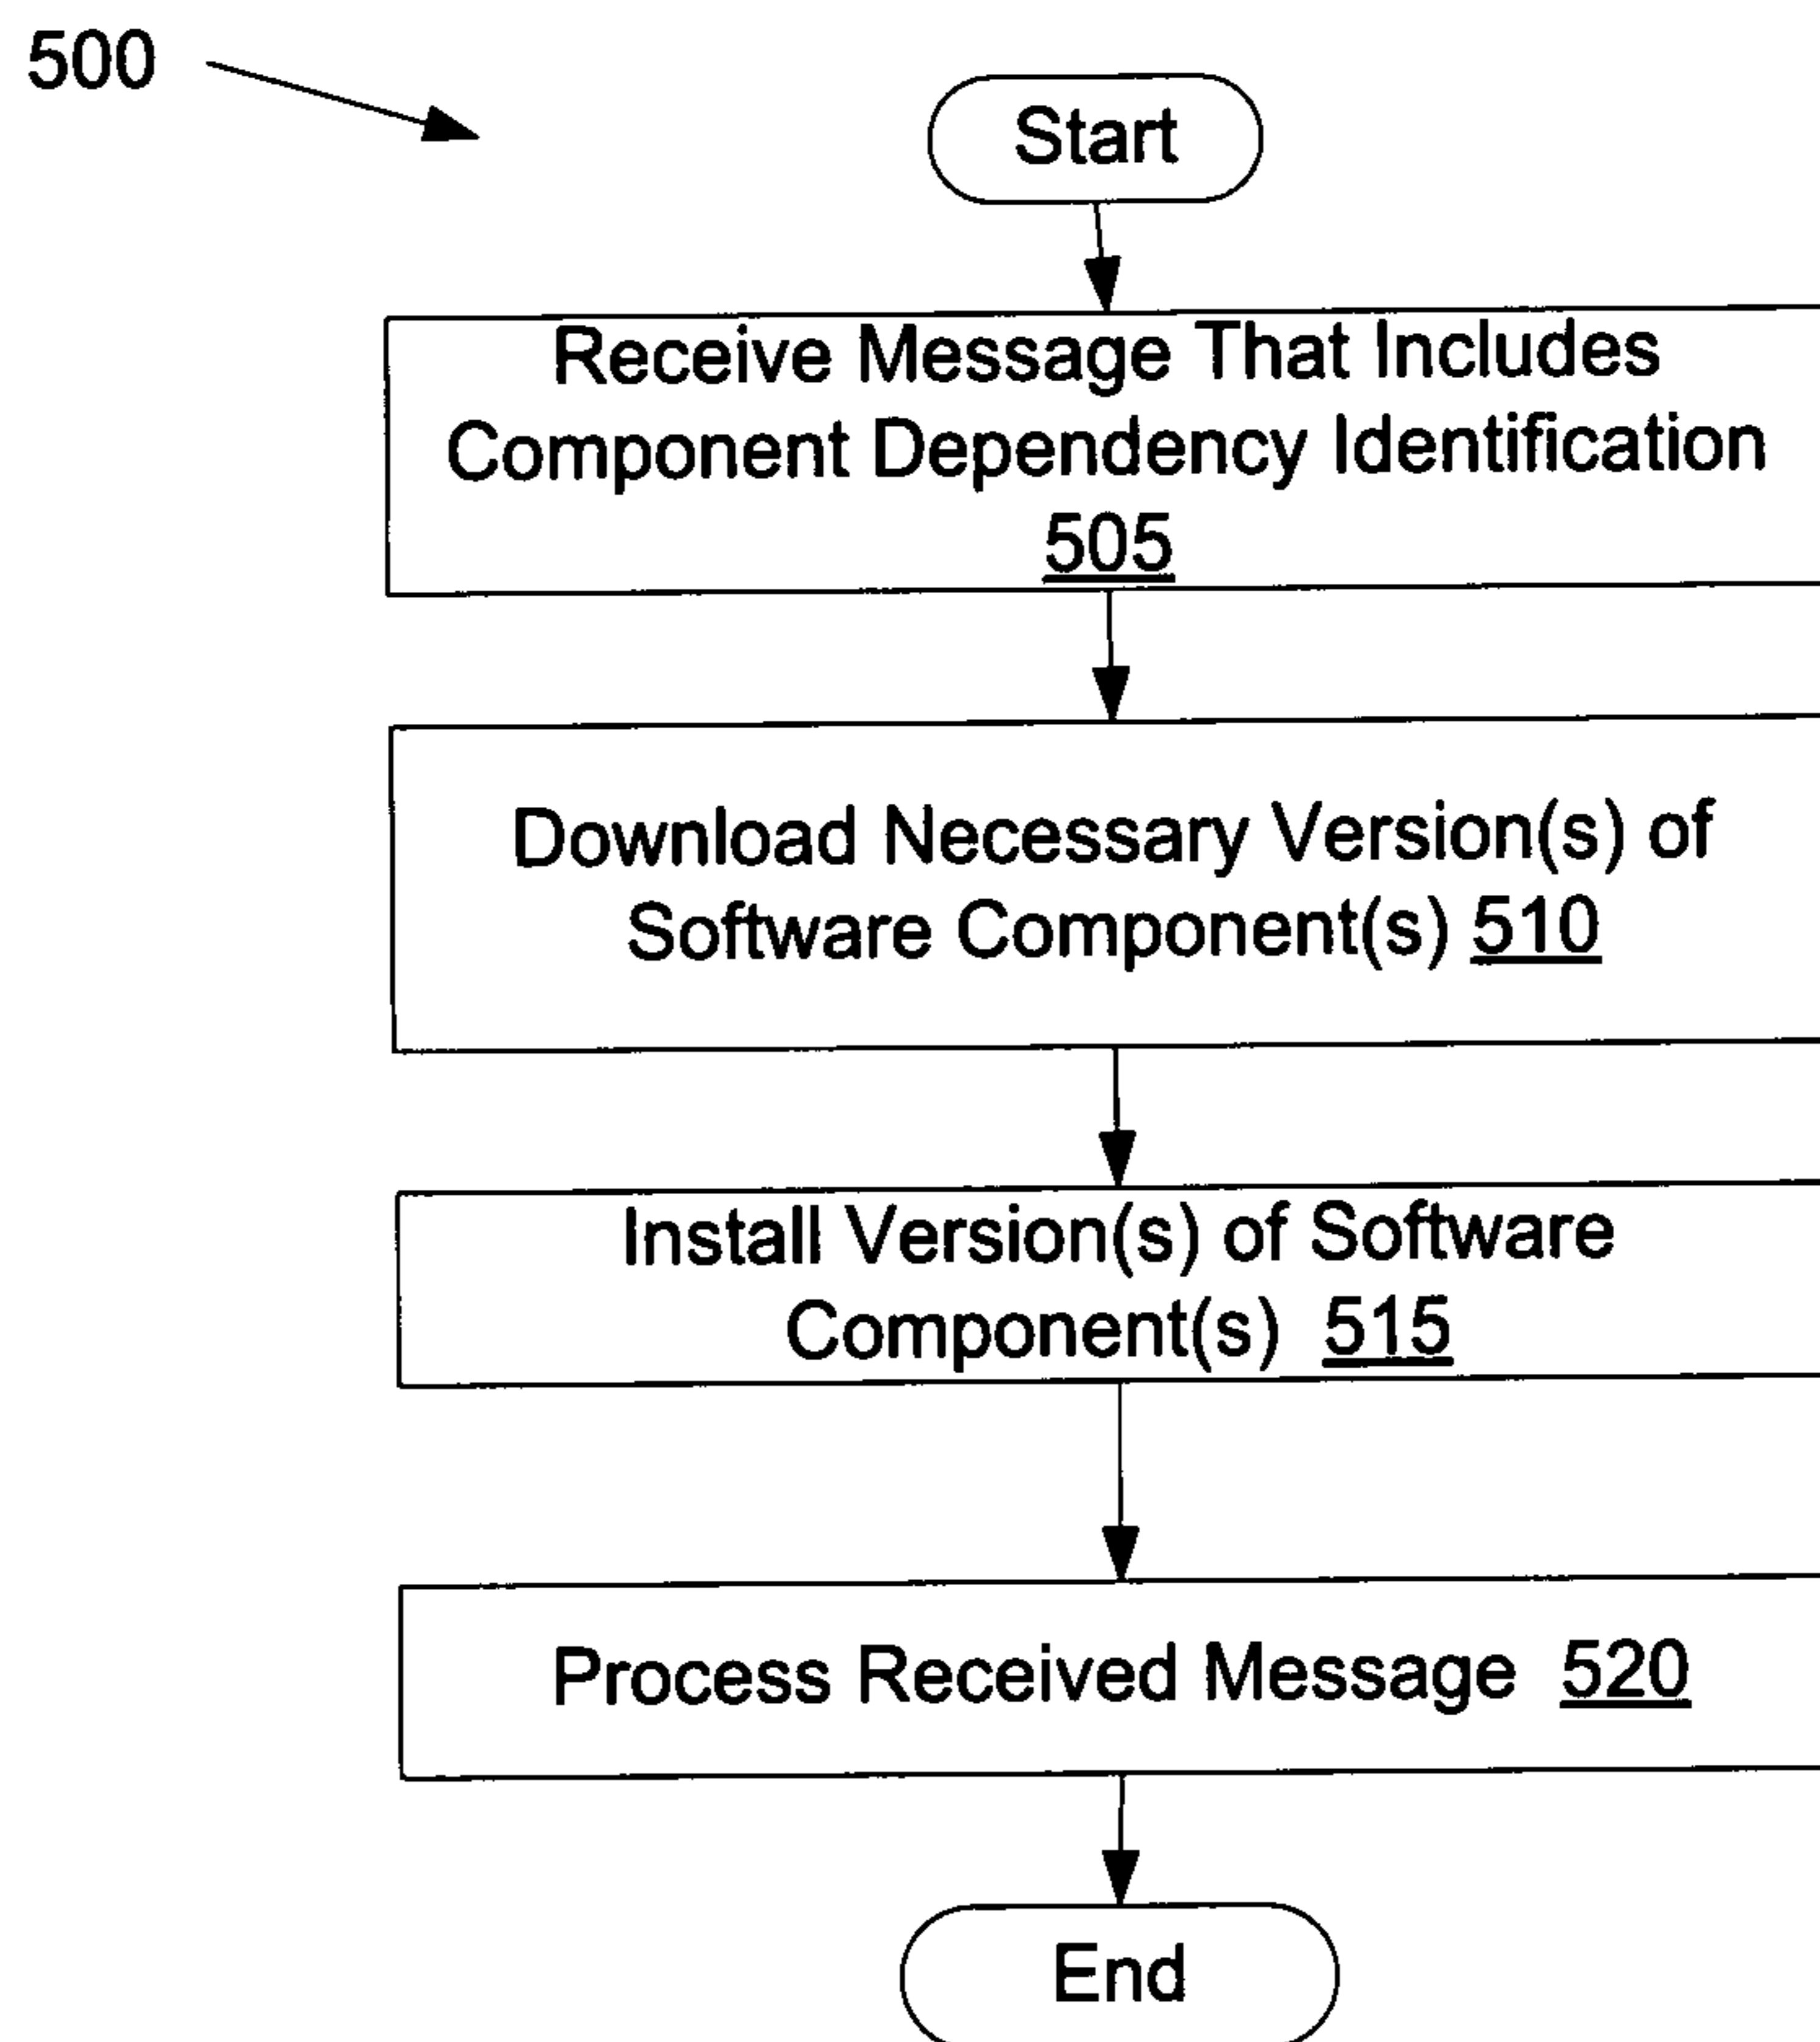 500
Start
Receive Message That Includes
Component Dependency Identification
505
Download Necessary Version(s) of
Software Component(s) 510
Install Version(s) of Software
Component(s) 515
Process Received Message 520
End